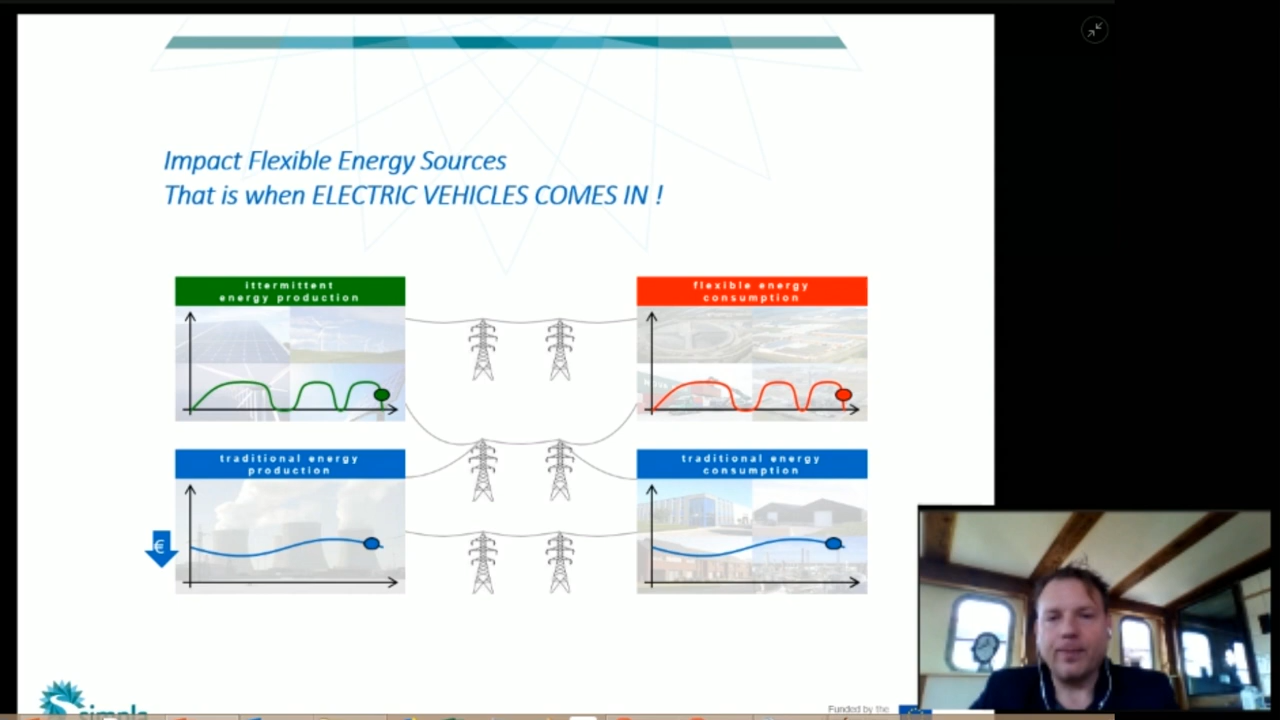 Impact Flexible Energy Sources
That is when ELECTRIC VEHICLES COMES IN !
ittermittent
energy production
flexible energy
consumption
traditional energy
production
traditional energy
consumption
€
simpla
Funded by the